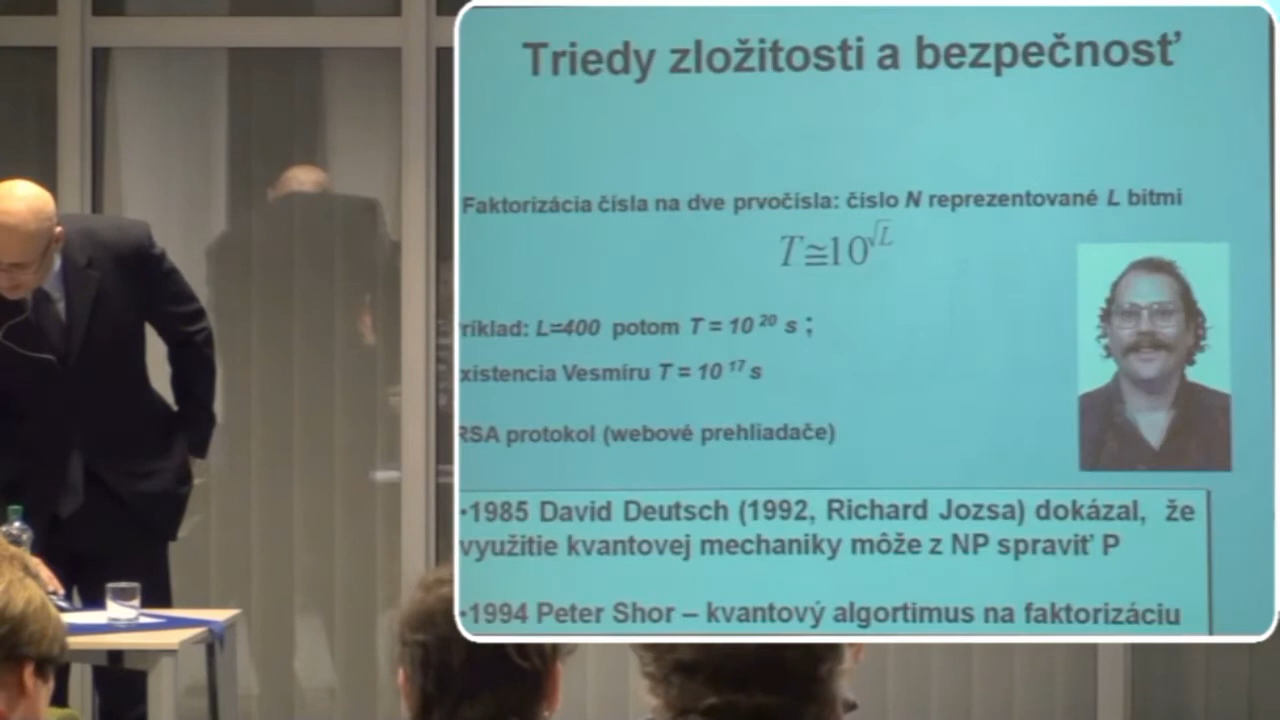 Triedy zložitosti a bezpečnosť
Faktorizácia čísla na dve prvočísla: číslo N reprezentované L bitmi
T≅10^√L
ríklad: L=400 potom T = 10^20 s ;
xistencia Vesmíru T = 10^17 s
RSA protokol (webové prehliadače)
•1985 David Deutsch (1992, Richard Jozsa) dokázal, že
využitie kvantovej mechaniky môže z NP spraviť P
•1994 Peter Shor – kvantový algortimus na faktorizáciu